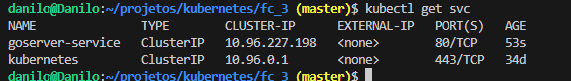 danilo@Danilo:~/projetos/kubernetes/fc_3 (master)$ kubectl get svc
NAME TYPE CLUSTER-IP EXTERNAL-IP PORT(S) AGE
goserver-service ClusterIP 10.96.227.198 <none> 80/TCP 53s
kubernetes ClusterIP 10.96.0.1 <none> 443/TCP 34d
danilo@Danilo:~/projetos/kubernetes/fc_3 (master)$